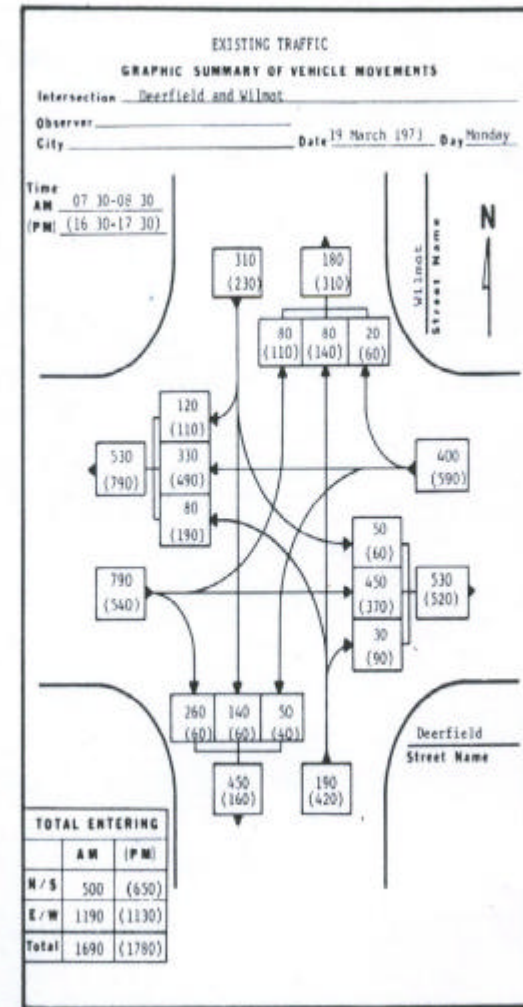 EXISTING TRAFFIC
GRAPHIC SUMMARY OF VEHICLE MOVEMENTS
Intersection Deerfield and Wilmot
Observer
City Date 19 March 1973 Day Monday
Time
AM 07 30-08 30
(PM) (16 30-17 30)
Wilmot
Street Name
N
310
(230)
180
(310)
80 80 20
(110) (140) (60)
120
(110)
530
(790)
330
(490)
400
(590)
80
(190)
50
(60)
790
(540)
450
(370)
530
(520)
30
(90)
260 140 50
(60) (60) (40)
450
(160)
190
(420)
Deerfield
Street Name
TOTAL ENTERING
AM (PM)
N/S 500 (650)
E/W 1190 (1130)
Total 1690 (1780)